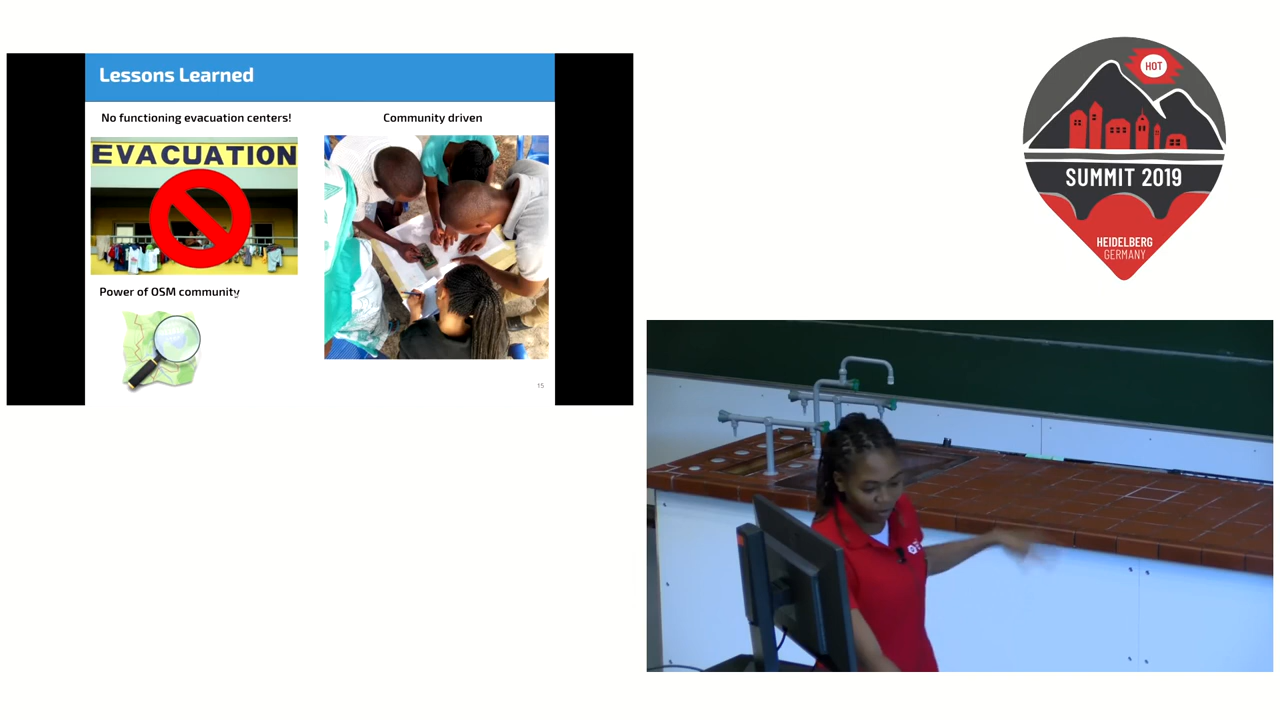 Lessons Learned
No functioning evacuation centers!
Community driven
EVACUATION
Power of OSM community
15
HOT
SUMMIT 2019
HEIDELBERG
GERMANY